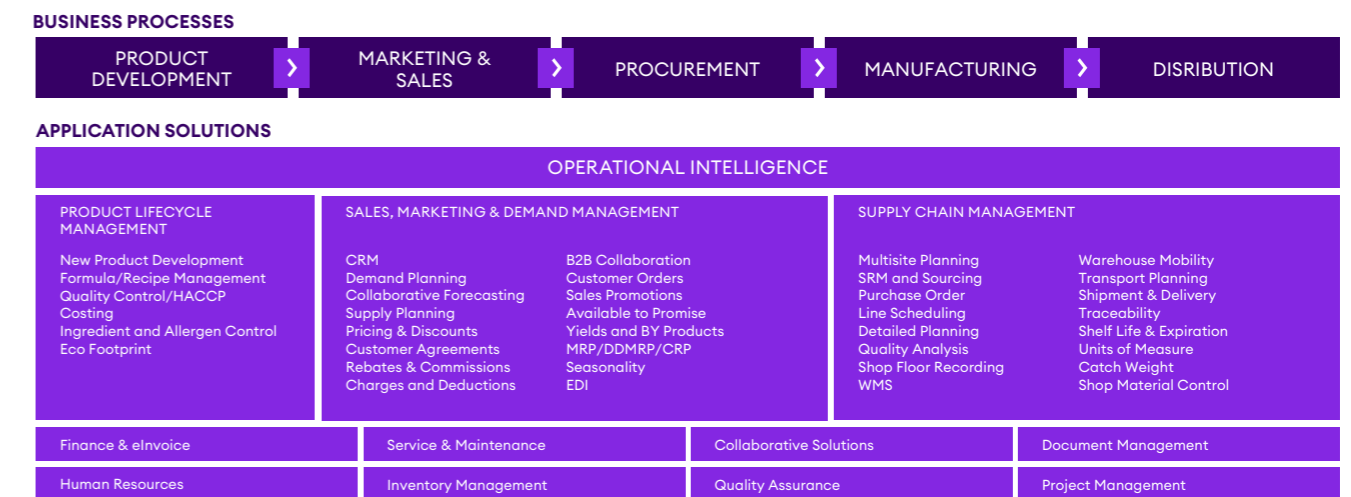 BUSINESS PROCESSES
PRODUCT
DEVELOPMENT
MARKETING &
SALES
PROCUREMENT
MANUFACTURING
DISRIBUTION
APPLICATION SOLUTIONS
OPERATIONAL INTELLIGENCE
PRODUCT LIFECYCLE
MANAGEMENT
New Product Development
Formula/Recipe Management
Quality Control/HACCP
Costing
Ingredient and Allergen Control
Eco Footprint
SALES, MARKETING & DEMAND MANAGEMENT
CRM
Demand Planning
Collaborative Forecasting
Supply Planning
Pricing & Discounts
Customer Agreements
Rebates & Commissions
Charges and Deductions
B2B Collaboration
Customer Orders
Sales Promotions
Available to Promise
Yields and BY Products
MRP/DDMRP/CRP
Seasonality
EDI
SUPPLY CHAIN MANAGEMENT
Multisite Planning
SRM and Sourcing
Purchase Order
Line Scheduling
Detailed Planning
Quality Analysis
Shop Floor Recording
WMS
Warehouse Mobility
Transport Planning
Shipment & Delivery
Traceability
Shelf Life & Expiration
Units of Measure
Catch Weight
Shop Material Control
Finance & eInvoice
Service & Maintenance
Collaborative Solutions
Document Management
Human Resources
Inventory Management
Quality Assurance
Project Management